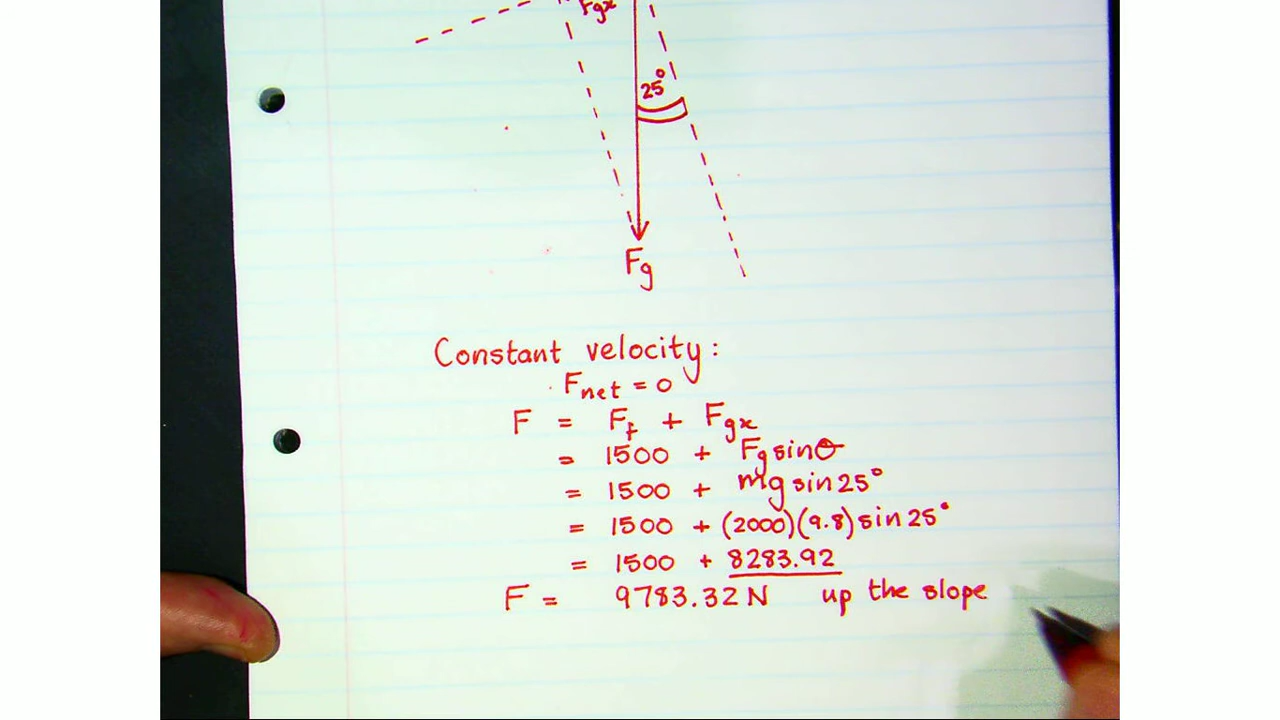 Fgx
25°
Fg
Constant velocity:
Fnet = 0
F = Ff + Fgx
= 1500 + Fg sinθ
= 1500 + mg sin 25°
= 1500 + (2000)(9.8) sin 25°
= 1500 + 8283.92
F = 9783.32 N up the slope